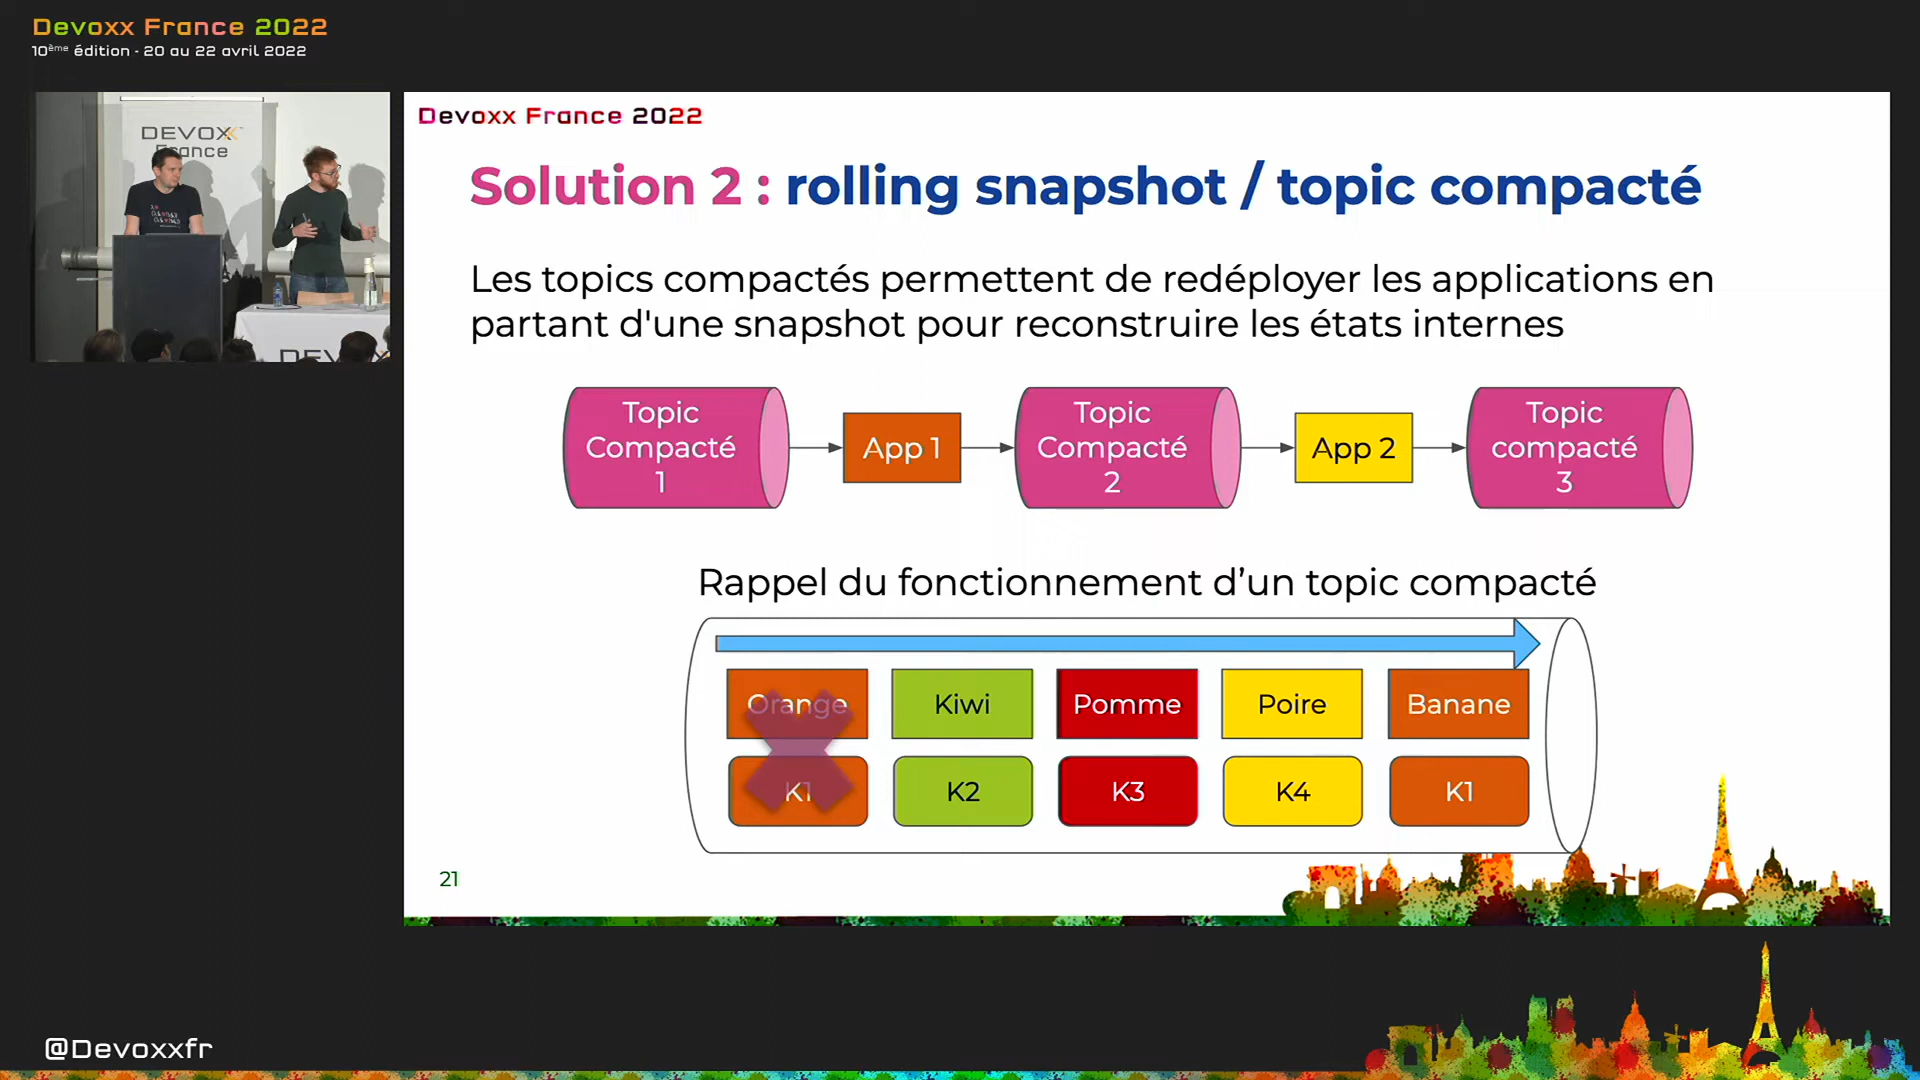 Devoxx France 2022
10ème édition - 20 au 22 avril 2022
DEVOXX
France
Devoxx France 2022
Solution 2 : rolling snapshot / topic compacté
Les topics compactés permettent de redéployer les applications en
partant d'une snapshot pour reconstruire les états internes
Topic
Compacté
1
App 1
Topic
Compacté
2
App 2
Topic
compacté
3
Rappel du fonctionnement d’un topic compacté
Orange
Kiwi
Pomme
Poire
Banane
K1
K2
K3
K4
K1
21
@Devoxxfr